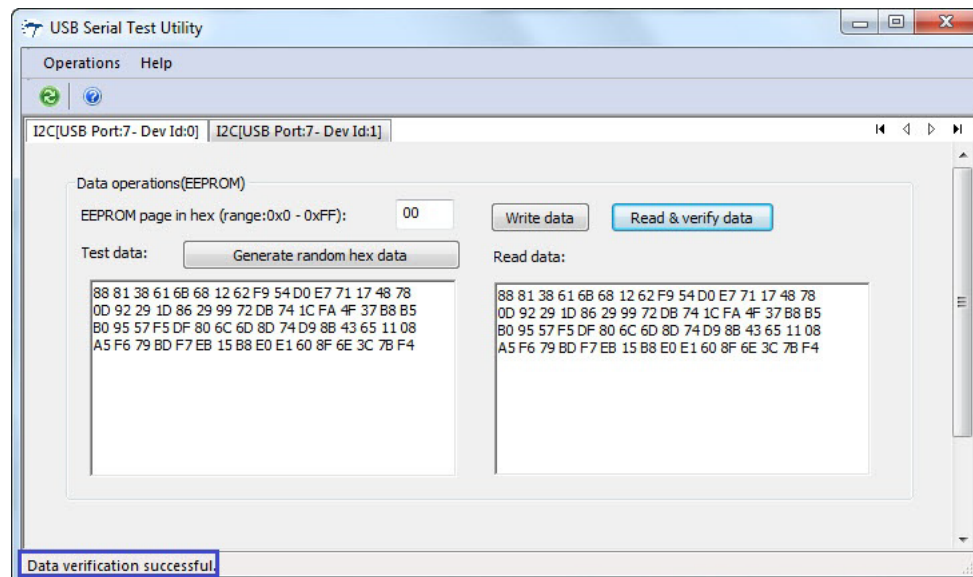 USB Serial Test Utility
Operations Help
I2C[USB Port:7- Dev Id:0] I2C[USB Port:7- Dev Id:1]
Data operations(EEPROM)
EEPROM page in hex (range:0x0 - 0xFF): 00 Write data Read & verify data
Test data: Generate random hex data Read data:
88 81 38 61 6B 68 12 62 F9 54 D0 E7 71 17 48 78
0D 92 29 1D 86 29 99 72 DB 74 1C FA 4F 37 B8 B5
B0 95 57 F5 DF 80 6C 6D 8D 74 D9 8B 43 65 11 08
A5 F6 79 BD F7 EB 15 B8 E0 E1 60 8F 6E 3C 7B F4
88 81 38 61 6B 68 12 62 F9 54 D0 E7 71 17 48 78
0D 92 29 1D 86 29 99 72 DB 74 1C FA 4F 37 B8 B5
B0 95 57 F5 DF 80 6C 6D 8D 74 D9 8B 43 65 11 08
A5 F6 79 BD F7 EB 15 B8 E0 E1 60 8F 6E 3C 7B F4
Data verification successful.